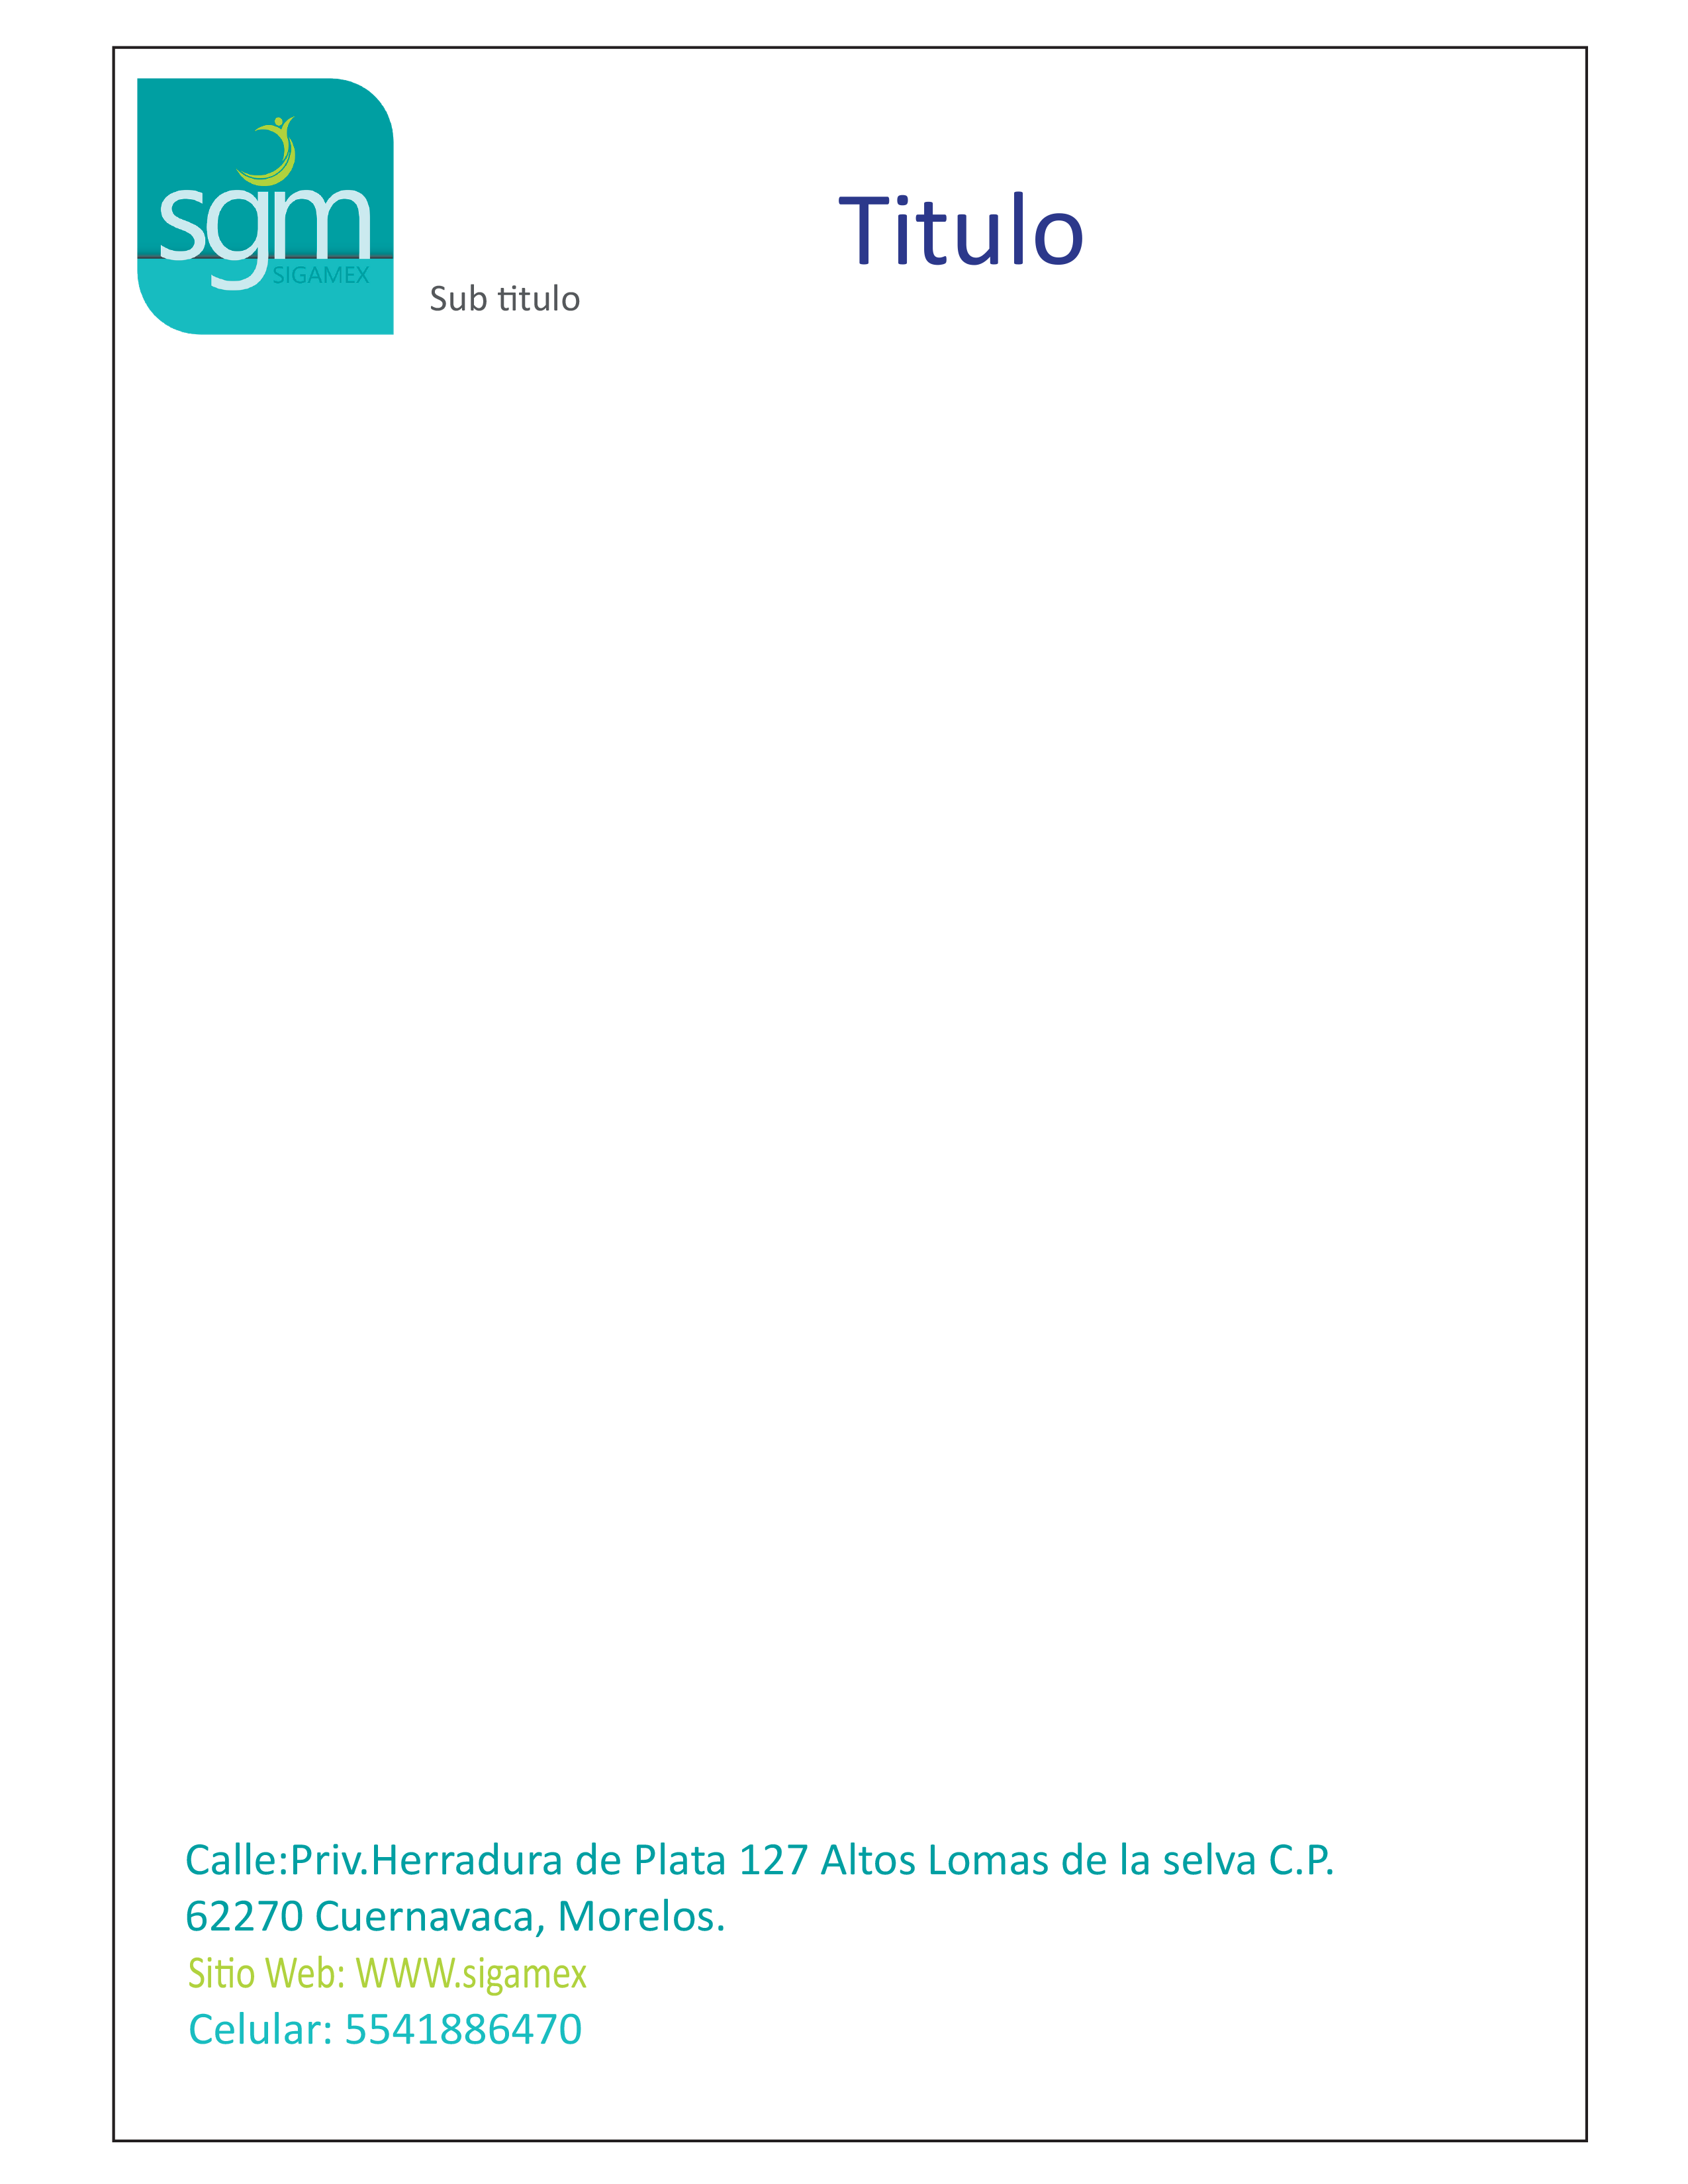 sgm
SIGAMEX
Titulo
Sub titulo
Calle:Priv.Herradura de Plata 127 Altos Lomas de la selva C.P.
62270 Cuernavaca, Morelos.
Sitio Web: WWW.sigamex
Celular: 5541886470